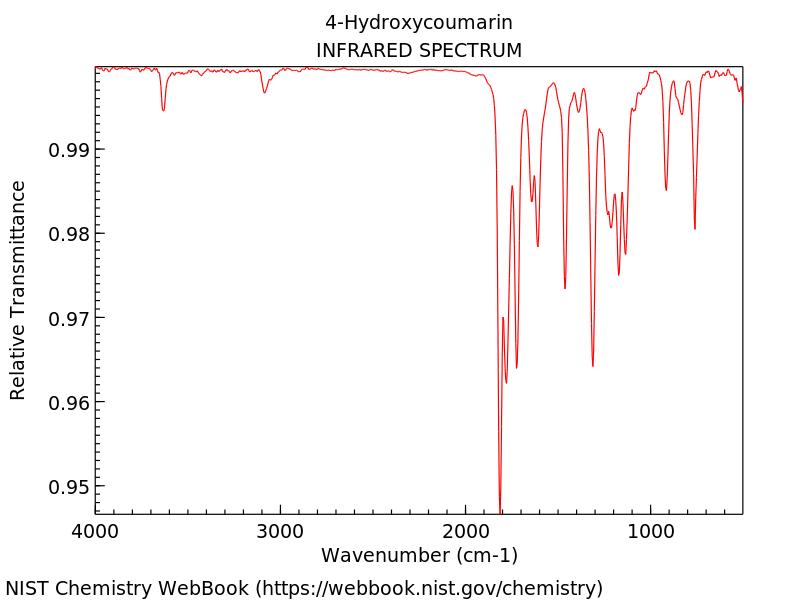 4-Hydroxycoumarin
INFRARED SPECTRUM
0.99
0.98
0.97
0.96
0.95
Relative Transmittance
4000 3000 2000 1000
Wavenumber (cm-1)
NIST Chemistry WebBook (https://webbook.nist.gov/chemistry)